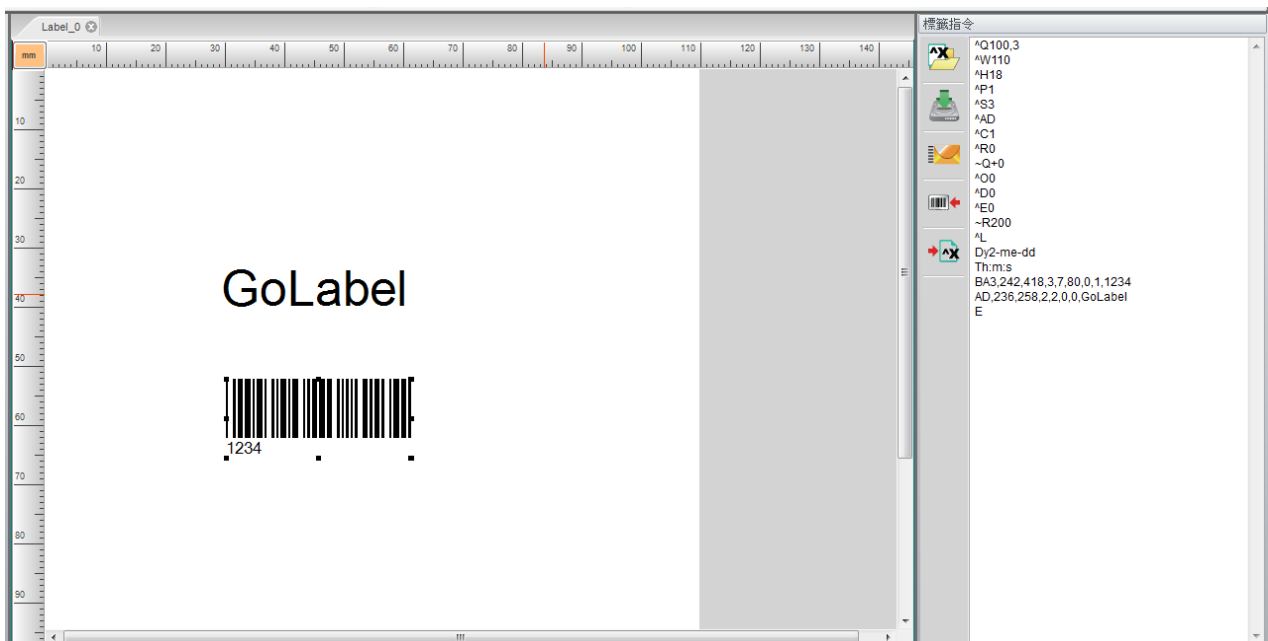 Label_0
標籤指令
mm
10 20 30 40 50 60 70 80 90 100 110 120 130 140
10
20
30
40
50
60
70
80
90
GoLabel
1234
^Q100,3
^W110
^H18
^P1
^S3
^AD
^C1
^R0
~Q+0
^O0
^D0
^E0
~R200
^L
Dy2-me-dd
Th:m:s
BA3,242,418,3,7,80,0,1,1234
AD,236,258,2,2,0,0,GoLabel
E